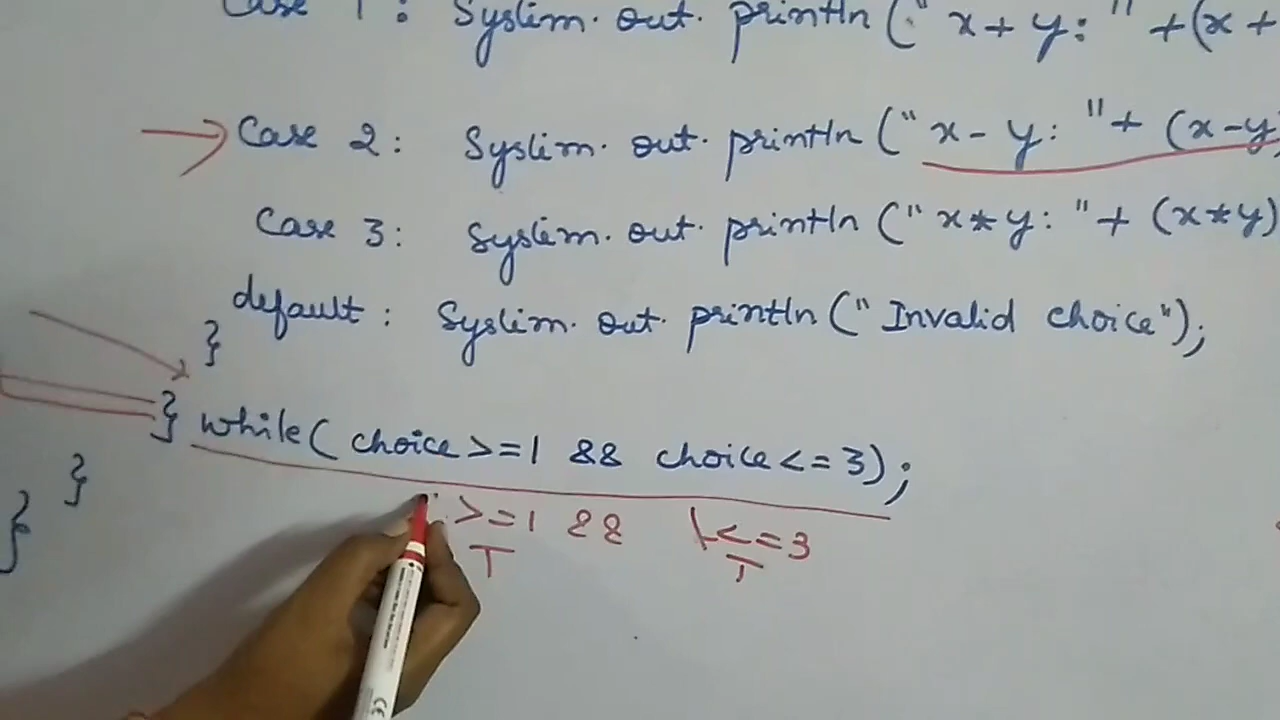 Case 1: System.out.println("x+y:"+(x+
Case 2: System.out.println("x-y:"+(x-y)
Case 3: System.out.println("x*y:"+(x*y)
default: System.out.println("Invalid choice");
}
} while(choice>=1 && choice<=3);
}
}
>=1 && 1<=3
T T